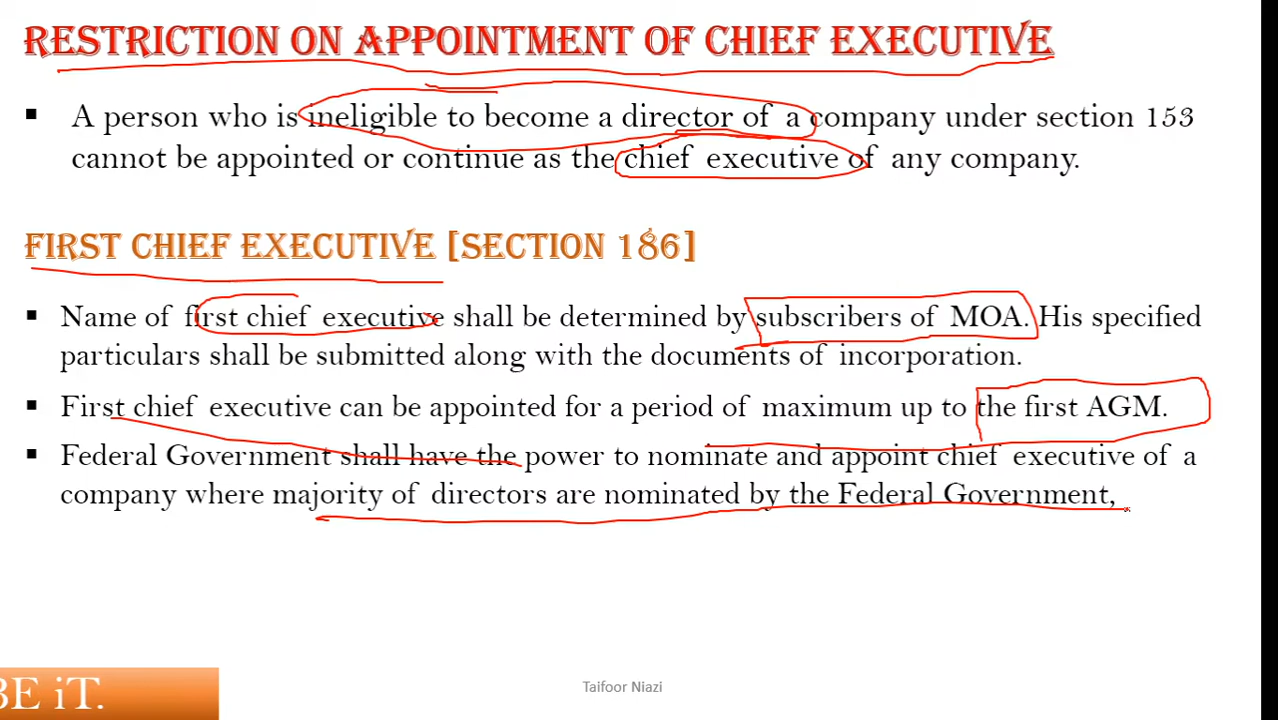 RESTRICTION ON APPOINTMENT OF CHIEF EXECUTIVE
▪ A person who is ineligible to become a director of a company under section 153
cannot be appointed or continue as the chief executive of any company.
FIRST CHIEF EXECUTIVE [SECTION 186]
▪ Name of first chief executive shall be determined by subscribers of MOA. His specified
particulars shall be submitted along with the documents of incorporation.
▪ First chief executive can be appointed for a period of maximum up to the first AGM.
▪ Federal Government shall have the power to nominate and appoint chief executive of a
company where majority of directors are nominated by the Federal Government,
BE iT.
Taifoor Niazi